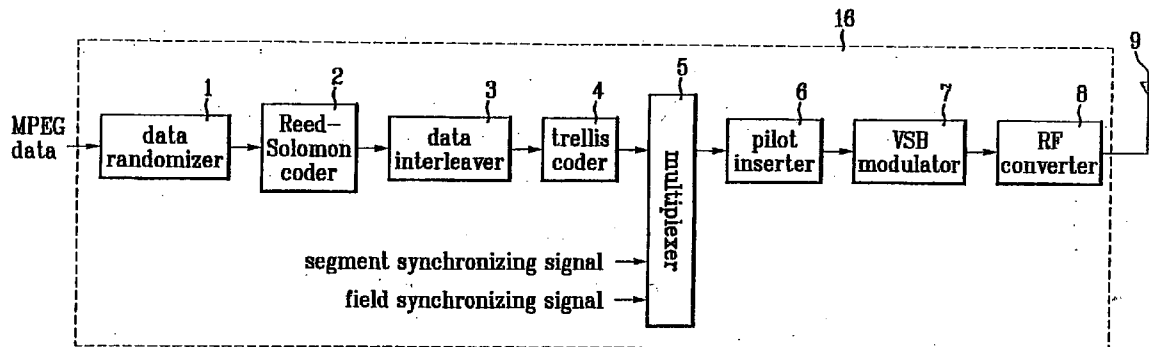 16
9
1
2
3
4
5
6
7
8
MPEG
data
data
randomizer
Reed-
Solomon
coder
data
interleaver
trellis
coder
multiplexer
pilot
inserter
VSB
modulator
RF
converter
segment synchronizing signal
field synchronizing signal